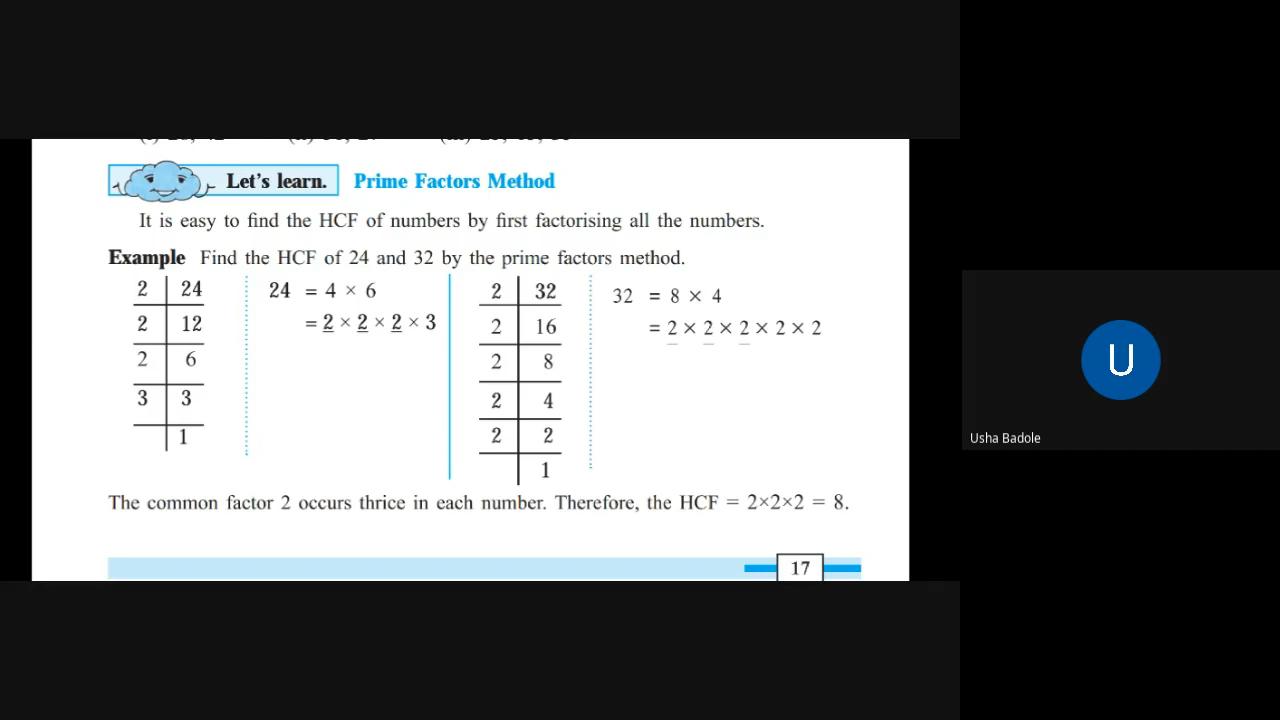 Let's learn. Prime Factors Method
It is easy to find the HCF of numbers by first factorising all the numbers.
Example Find the HCF of 24 and 32 by the prime factors method.
2 24
2 12
2 6
3 3
1
24 = 4 × 6
= 2 × 2 × 2 × 3
2 32
2 16
2 8
2 4
2 2
1
32 = 8 × 4
= 2 × 2 × 2 × 2 × 2
The common factor 2 occurs thrice in each number. Therefore, the HCF = 2×2×2 = 8.
17
U
Usha Badole